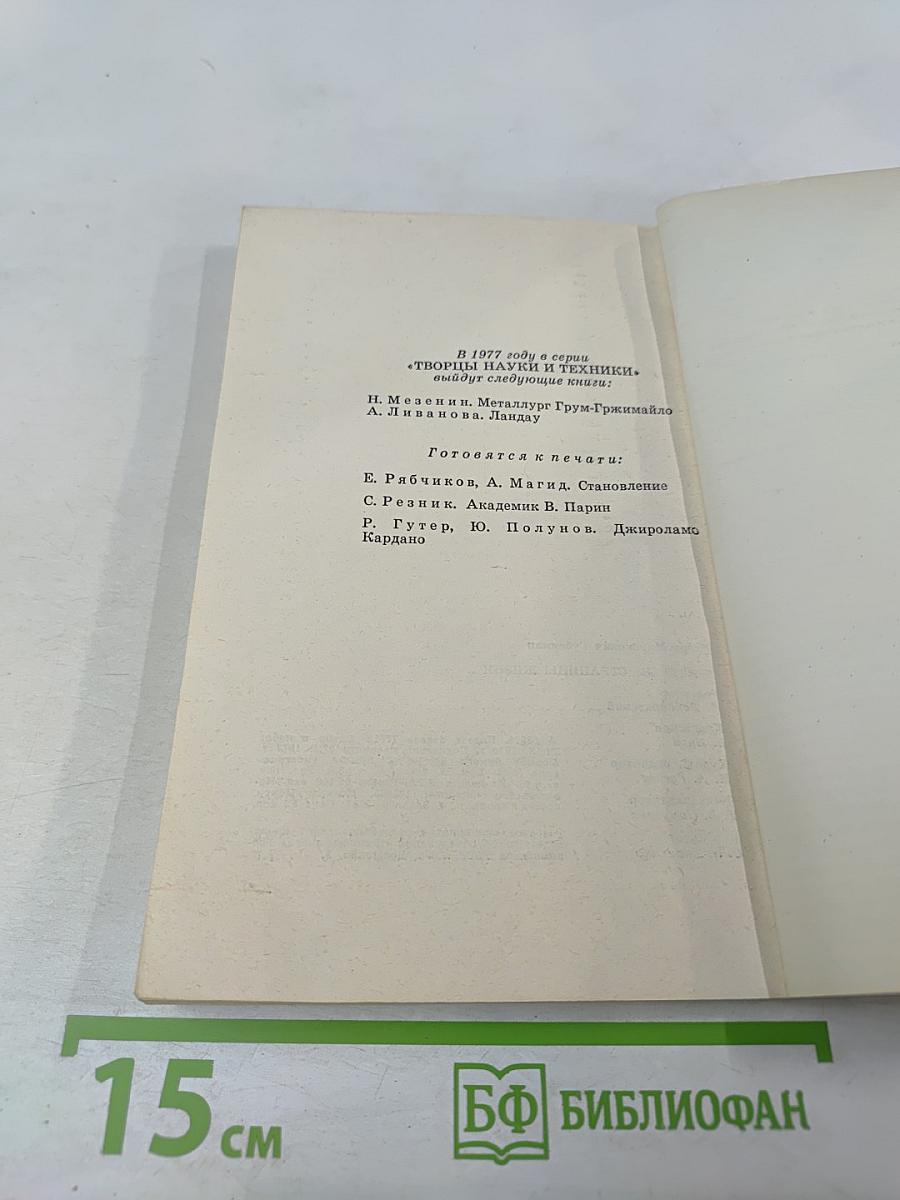 В 1977 году в серии
«ТВОРЦЫ НАУКИ И ТЕХНИКИ»
выйдут следующие книги:
Н. Мезенин. Металлург Грум-Гржимайло
А. Ливанова. Ландау
Готовятся к печати:
Е. Рябчиков, А. Магид. Становление
С. Резник. Академик В. Парин
Р. Гутер, Ю. Полунов. Джироламо
Кардано
15 см
БФ БИБЛИОФАН